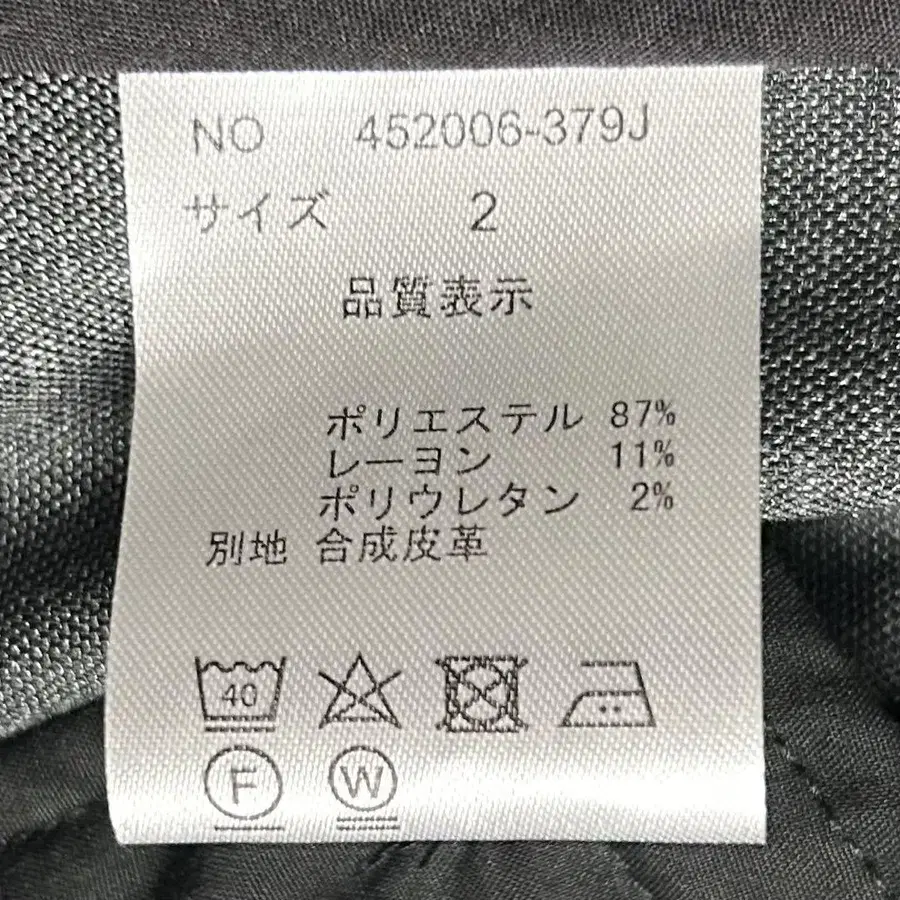 NO 452006-379J
サイズ 2
品質表示
ポリエステル 87%
レーヨン 11%
ポリウレタン 2%
別地 合成皮革
40
F W